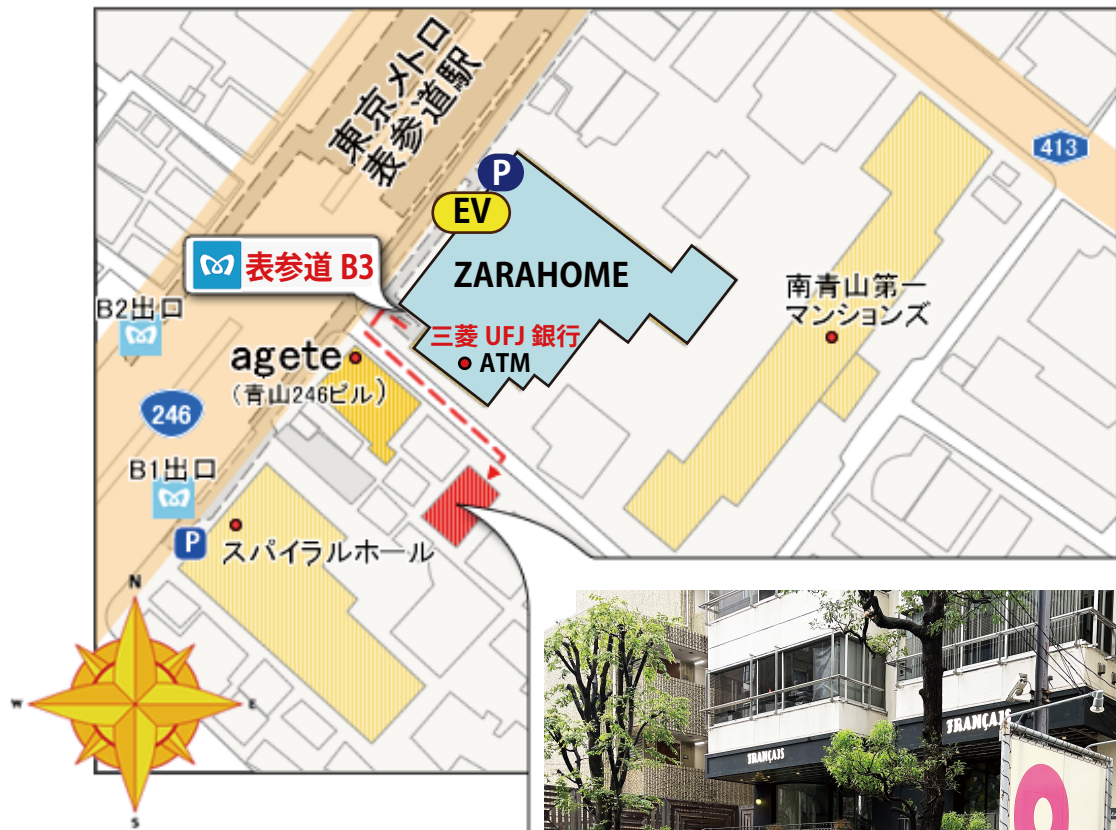 東京メトロ
表参道駅
413
P
EV
ZARAHOME
表参道 B3
三菱 UFJ 銀行
ATM
南青山第一
マンションズ
B2出口
agete
(青山246ビル)
246
B1出口
P
スパイラルホール
N
W
E
S
FRANÇAIS
FRANÇAIS